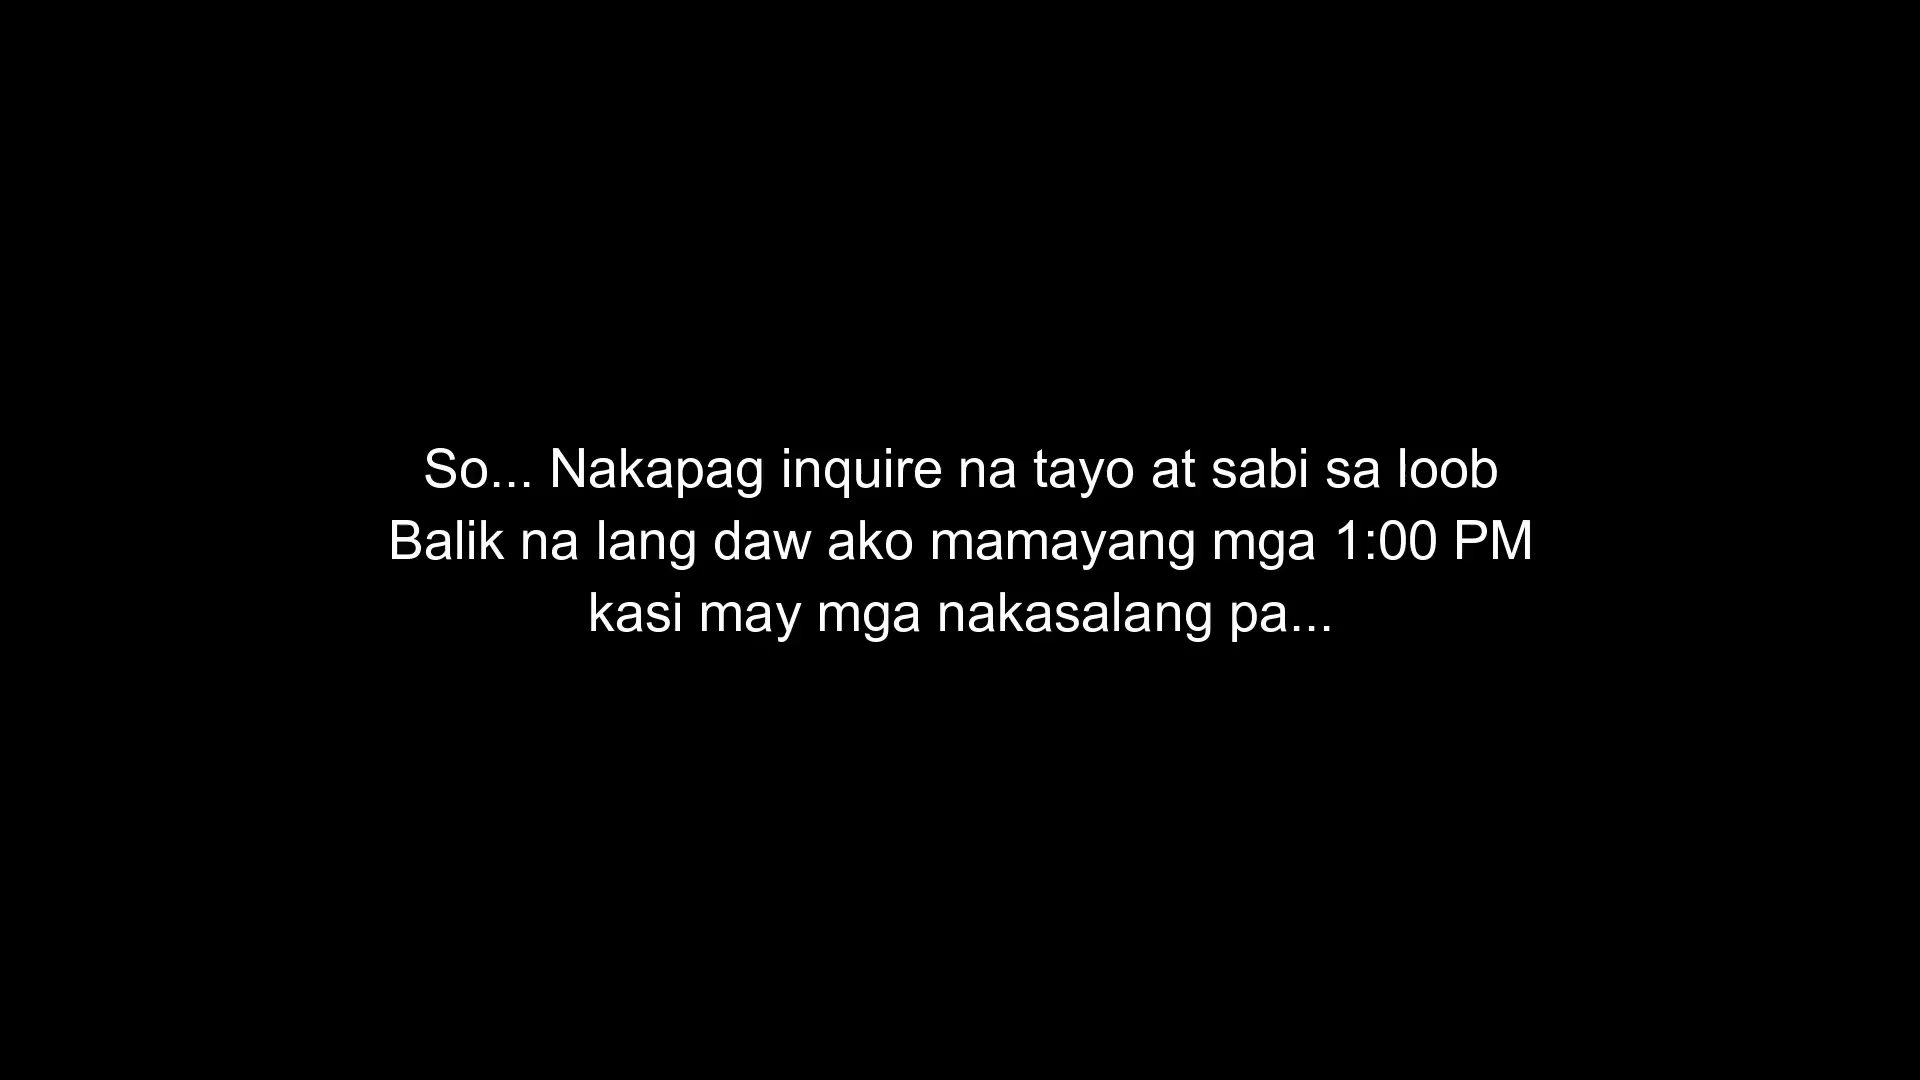 So... Nakapag inquire na tayo at sabi sa loob
Balik na lang daw ako mamayang mga 1:00 PM
kasi may mga nakasalang pa...